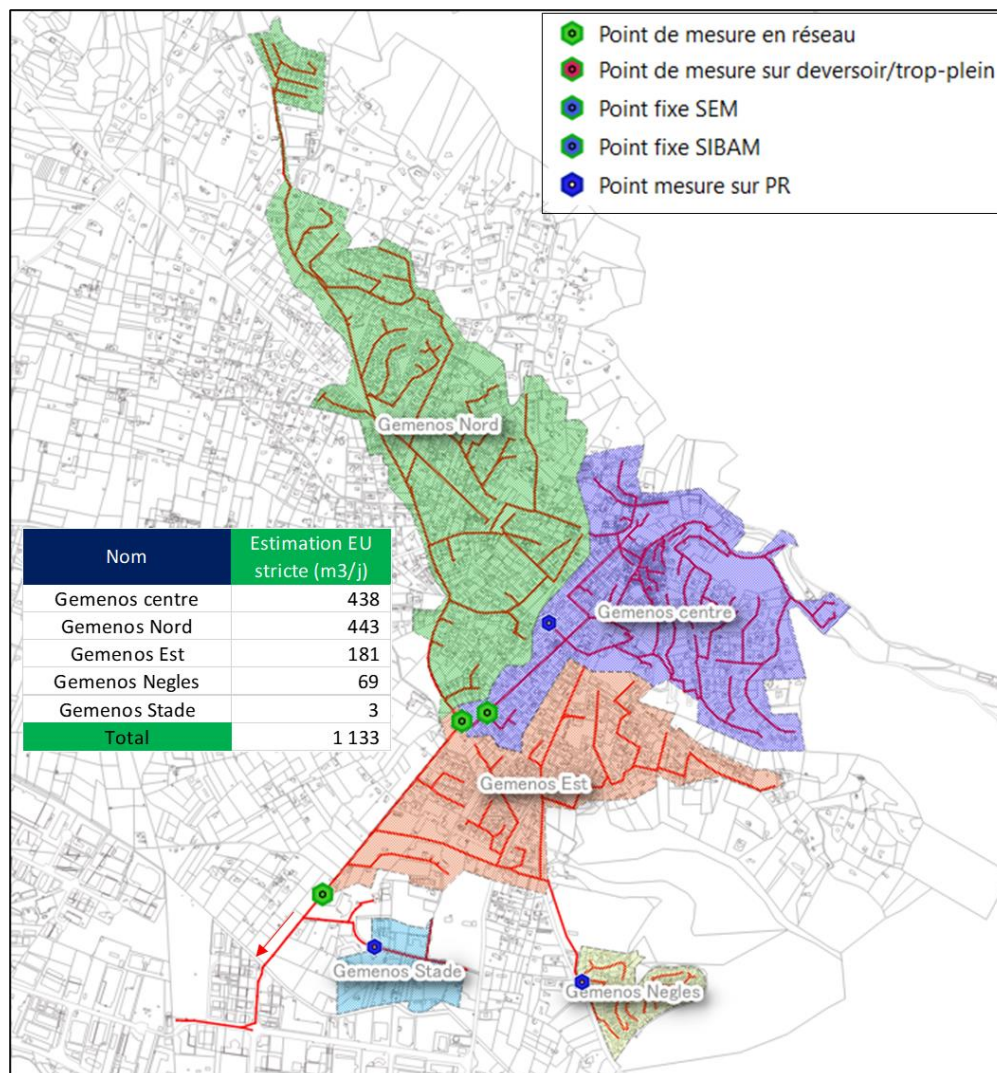 Point de mesure en réseau
Point de mesure sur deversoir/trop-plein
Point fixe SEM
Point fixe SIBAM
Point mesure sur PR
Gemenos Nord
Nom Estimation EU
stricte (m3/j)
Gemenos centre 438
Gemenos Nord 443
Gemenos Est 181
Gemenos Negles 69
Gemenos Stade 3
Total 1 133
Gemenos centre
Gemenos Est
Gemenos Stade
Gemenos Negles